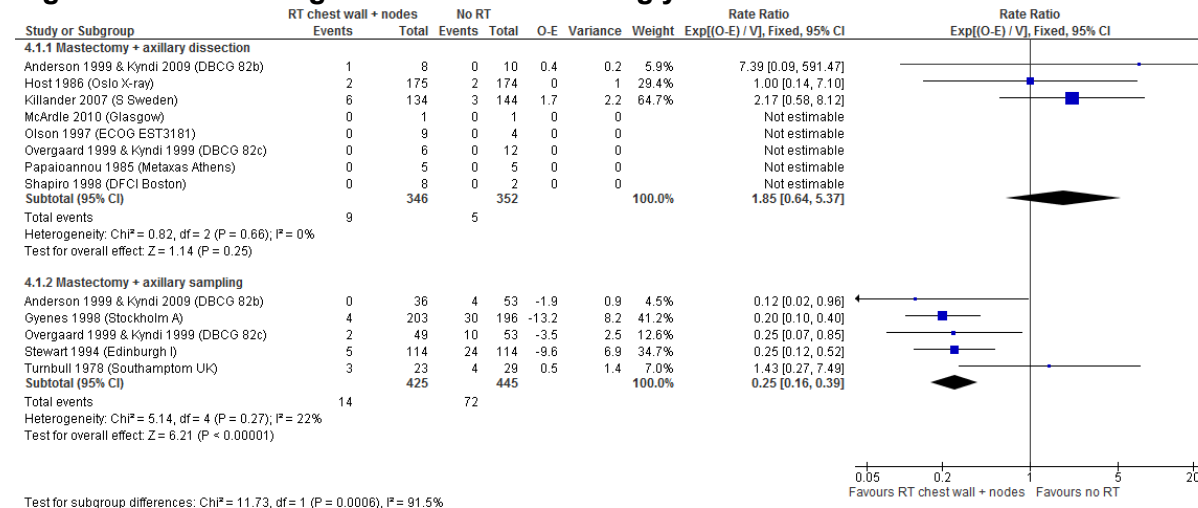 RT chest wall + nodes No RT Rate Ratio Rate Ratio
Study or Subgroup Events Total Events Total O-E Variance Weight Exp[(O-E) / V], Fixed, 95% CI Exp[(O-E) / V], Fixed, 95% CI
4.1.1 Mastectomy + axillary dissection
Anderson 1999 & Kyndi 2009 (DBCG 82b) 1 8 0 10 0.4 0.2 5.9% 7.39 [0.09, 591.47]
Host 1986 (Oslo X-ray) 2 175 2 174 0 1 29.4% 1.00 [0.14, 7.10]
Killander 2007 (S Sweden) 6 134 3 144 1.7 2.2 64.7% 2.17 [0.58, 8.12]
McArdle 2010 (Glasgow) 0 1 0 1 0 0 Not estimable
Olson 1997 (ECOG EST3181) 0 9 0 4 0 0 Not estimable
Overgaard 1999 & Kyndi 1999 (DBCG 82c) 0 6 0 12 0 0 Not estimable
Papaioannou 1985 (Metaxas Athens) 0 5 0 5 0 0 Not estimable
Shapiro 1998 (DFCI Boston) 0 8 0 2 0 0 Not estimable
Subtotal (95% CI) 346 352 100.0% 1.85 [0.64, 5.37]
Total events 9 5
Heterogeneity: Chi² = 0.82, df = 2 (P = 0.66); I² = 0%
Test for overall effect: Z = 1.14 (P = 0.25)
4.1.2 Mastectomy + axillary sampling
Anderson 1999 & Kyndi 2009 (DBCG 82b) 0 36 4 53 -1.9 0.9 4.5% 0.12 [0.02, 0.96]
Gyenes 1998 (Stockholm A) 4 203 30 196 -13.2 8.2 41.2% 0.20 [0.10, 0.40]
Overgaard 1999 & Kyndi 1999 (DBCG 82c) 2 49 10 53 -3.5 2.5 12.6% 0.25 [0.07, 0.85]
Stewart 1994 (Edinburgh I) 5 114 24 114 -9.6 6.9 34.7% 0.25 [0.12, 0.52]
Turnbull 1978 (Southamptom UK) 3 23 4 29 0.5 1.4 7.0% 1.43 [0.27, 7.49]
Subtotal (95% CI) 425 445 100.0% 0.25 [0.16, 0.39]
Total events 14 72
Heterogeneity: Chi² = 5.14, df = 4 (P = 0.27); I² = 22%
Test for overall effect: Z = 6.21 (P < 0.00001)
0.05 0.2 1 5 20
Favours RT chest wall + nodes Favours no RT
Test for subgroup differences: Chi² = 11.73, df = 1 (P = 0.0006), I² = 91.5%